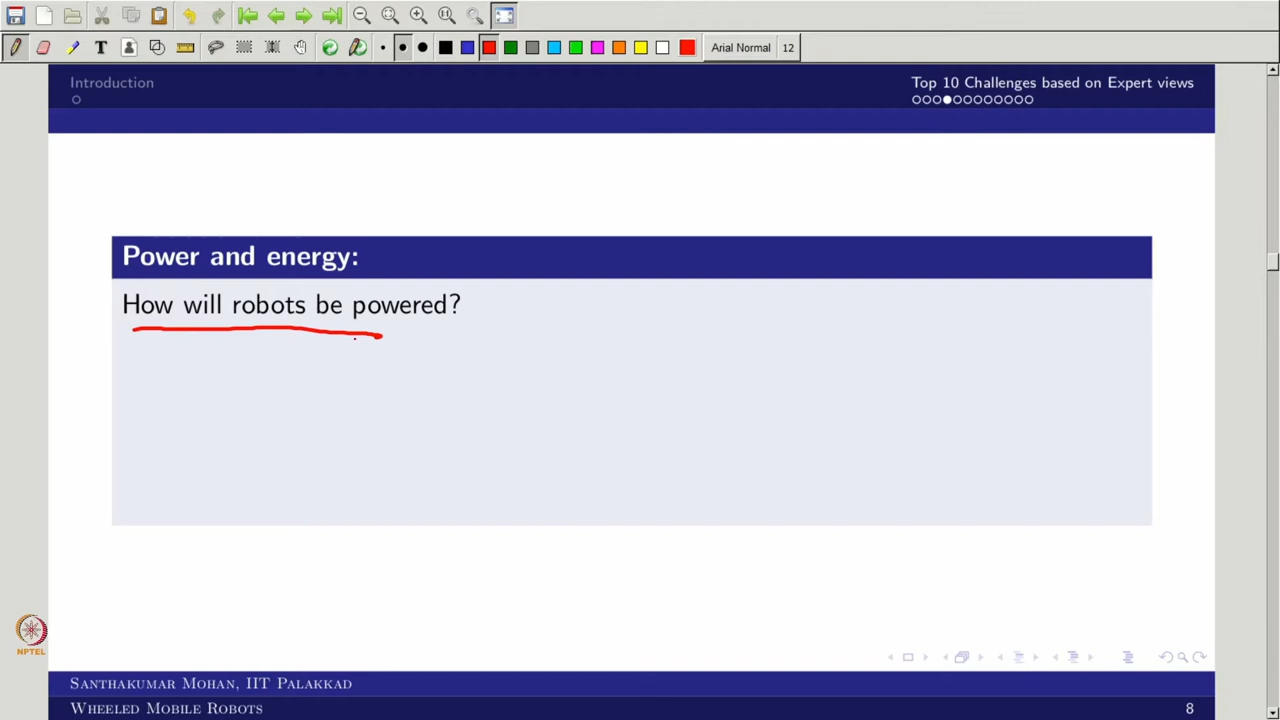 Arial Normal 12
Introduction
Top 10 Challenges based on Expert views
Power and energy:
How will robots be powered?
NPTEL
Santhakumar Mohan, IIT Palakkad
Wheeled Mobile Robots
8